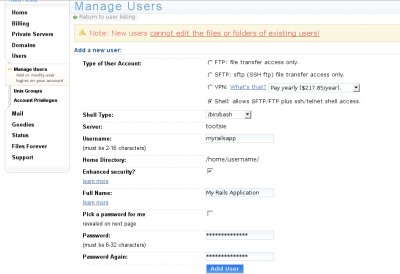 Manage Users
Return to user listing
Home
Billing
Private Servers
Domains
Users
Manage Users
Add or modify user
logins on your account
Unix Groups
Account Privileges
Mail
Goodies
Status
Files Forever
Support
Note: New users cannot edit the files or folders of existing users!
Add a new user:
Type of User Account:
FTP: file transfer access only.
SFTP: sftp (SSH ftp) file transfer access only.
VPN: What's that? Pay yearly ($217.85/year).
Shell: allows SFTP/FTP plus ssh/telnet shell access.
Shell Type: /bin/bash
Server: tootsie
Username: myrailsapp
(must be 2-16 characters)
Home Directory: /home/username/
Enhanced security?
learn more
Full Name: My Rails Application
learn more
Pick a password for me
revealed on next page
Password: **************
(must be 6-32 characters)
Password Again: **************
Add User